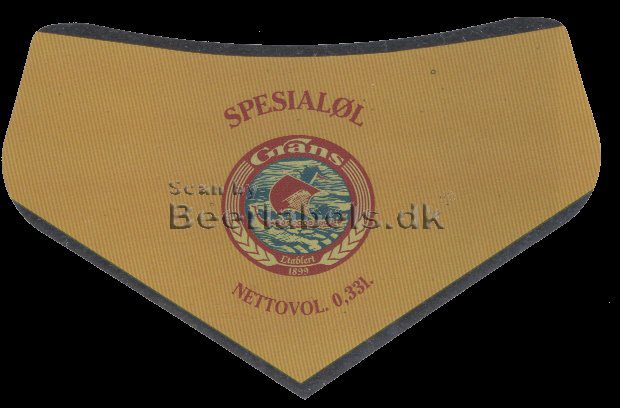 SPESIALØL
Grans
Scan by:
Beerlabels.dk
Etablert
1899
NETTOVOL. 0,33l.